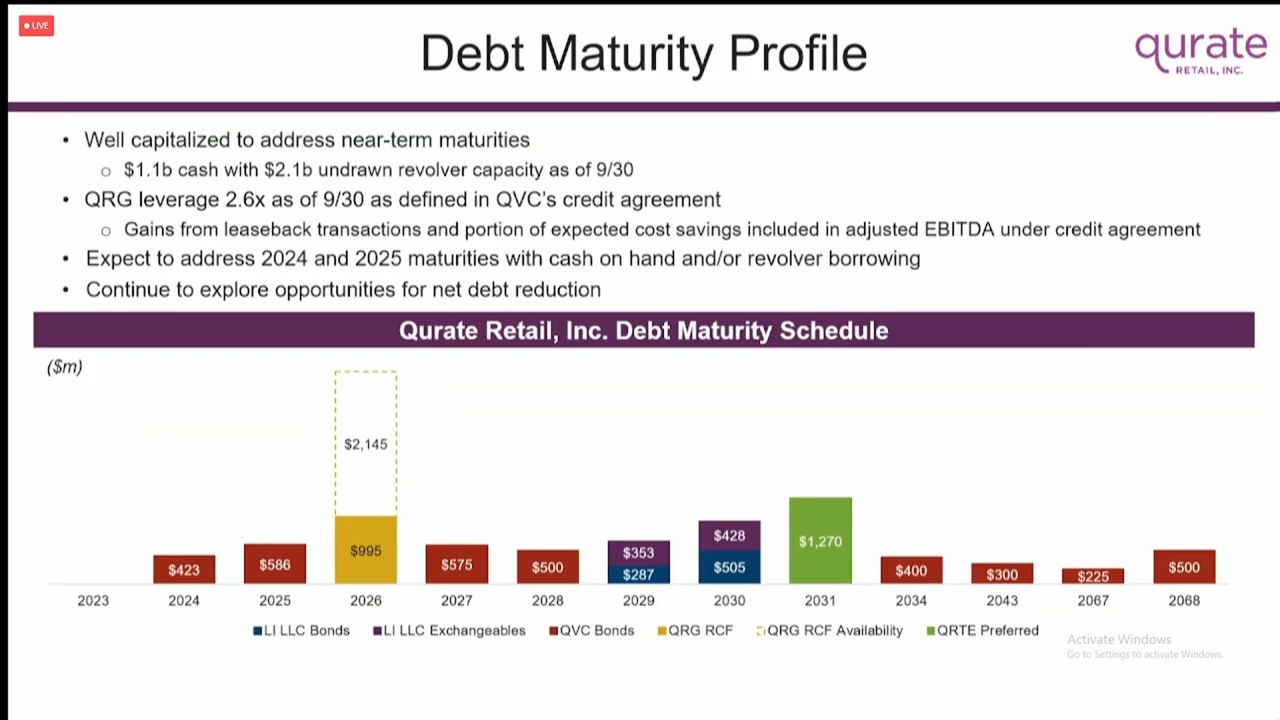 LIVE
Debt Maturity Profile
qurate
RETAIL, INC.
• Well capitalized to address near-term maturities
o $1.1b cash with $2.1b undrawn revolver capacity as of 9/30
• QRG leverage 2.6x as of 9/30 as defined in QVC's credit agreement
o Gains from leaseback transactions and portion of expected cost savings included in adjusted EBITDA under credit agreement
• Expect to address 2024 and 2025 maturities with cash on hand and/or revolver borrowing
• Continue to explore opportunities for net debt reduction
Qurate Retail, Inc. Debt Maturity Schedule
($m)
$2,145
$428
$1,270
$995
$353
$423 $586 $575 $500 $287 $505 $400 $300 $225 $500
2023 2024 2025 2026 2027 2028 2029 2030 2031 2034 2043 2067 2068
LI LLC Bonds LI LLC Exchangeables QVC Bonds QRG RCF QRG RCF Availability QRTE Preferred
Activate Windows
Go to Settings to activate Windows.